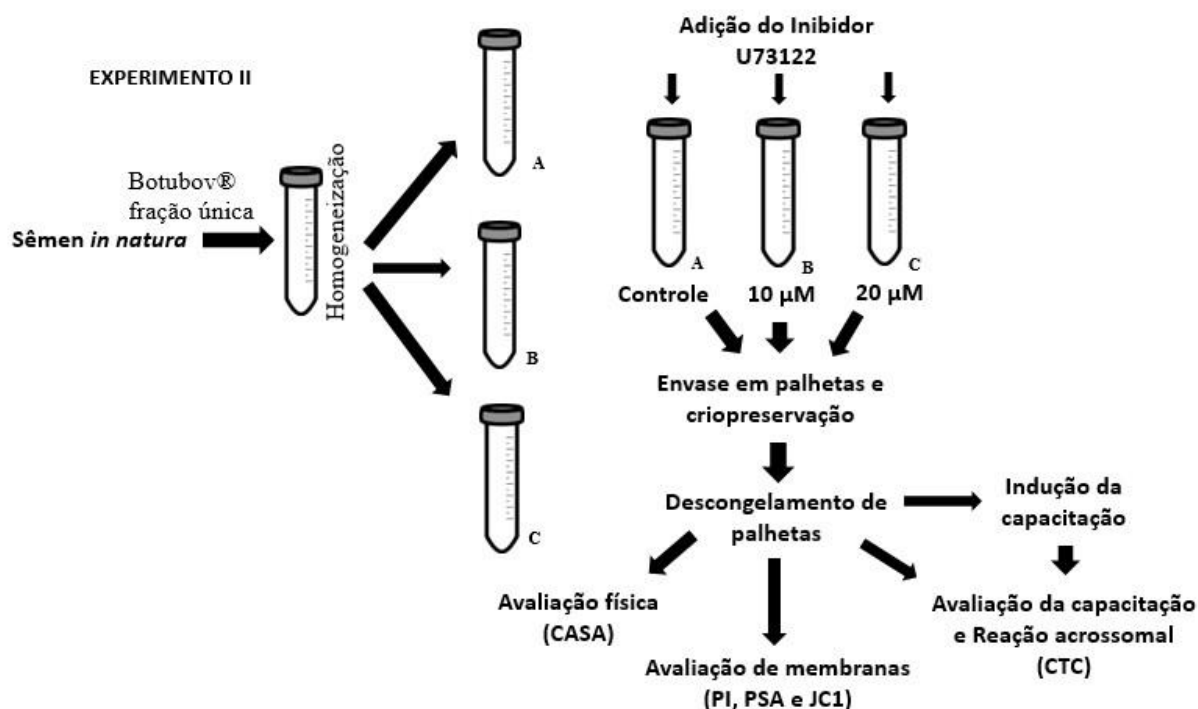 EXPERIMENTO II
Botubov®
fração única
Sêmen in natura
Homogeneização
A
B
C
Adição do Inibidor
U73122
A
B
C
Controle
10 µM
20 µM
Envase em palhetas e
criopreservação
Descongelamento de
palhetas
Indução da
capacitação
Avaliação física
(CASA)
Avaliação de membranas
(PI, PSA e JC1)
Avaliação da capacitação
e Reação acrossomal
(CTC)